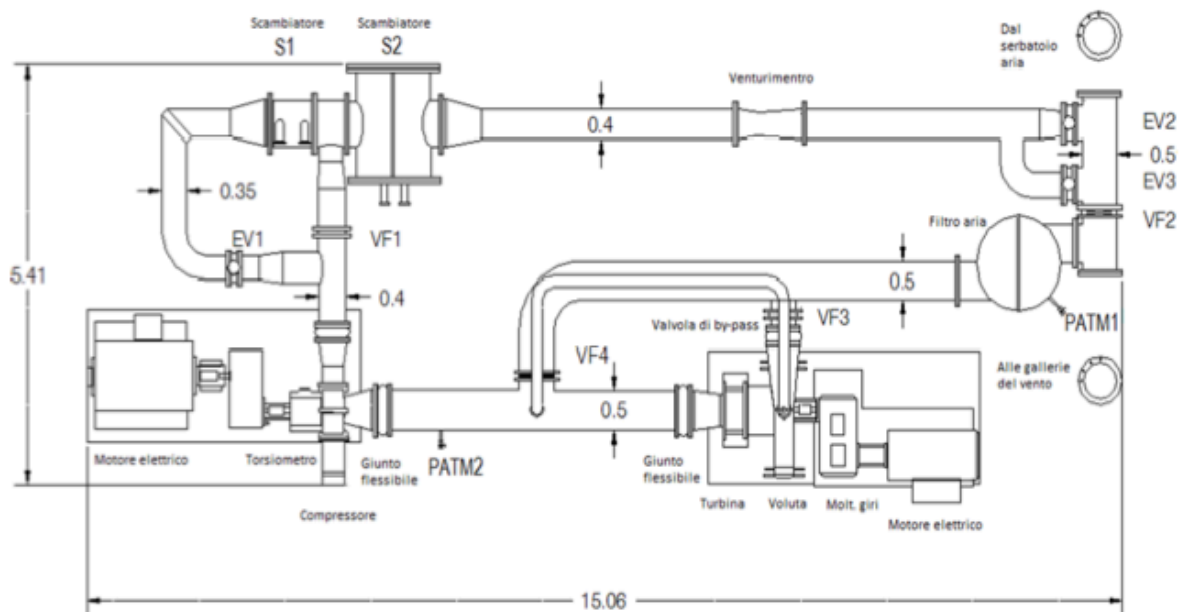 Scambiatore
S1
Scambiatore
S2
Dal
serbatoio
aria
Venturimentro
EV2
0.4
0.5
EV3
0.35
Filtro aria
VF2
EV1
VF1
5.41
0.5
0.4
Valvola di by-pass
VF3
PATM1
VF4
Alle gallerie
del vento
0.5
Motore elettrico
Torsiometro
Giunto
flessibile
PATM2
Giunto
flessibile
Turbina
Voluta
Molt. giri
Motore elettrico
Compressore
15.06